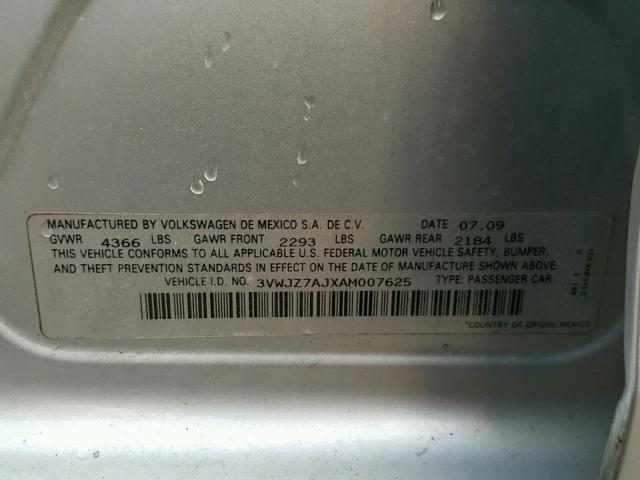 MANUFACTURED BY VOLKSWAGEN DE MEXICO S.A. DE C.V. DATE 07.09
GVWR 4366 LBS GAWR FRONT 2293 LBS GAWR REAR 2184 LBS
THIS VEHICLE CONFORMS TO ALL APPLICABLE U.S. FEDERAL MOTOR VEHICLE SAFETY, BUMPER,
AND THEFT PREVENTION STANDARDS IN EFFECT ON THE DATE OF MANUFACTURE SHOWN ABOVE.
VEHICLE I.D. NO. 3VWJZ7AJXAM007625 TYPE: PASSENGER CAR
*COUNTRY OF ORIGIN: MEXICO